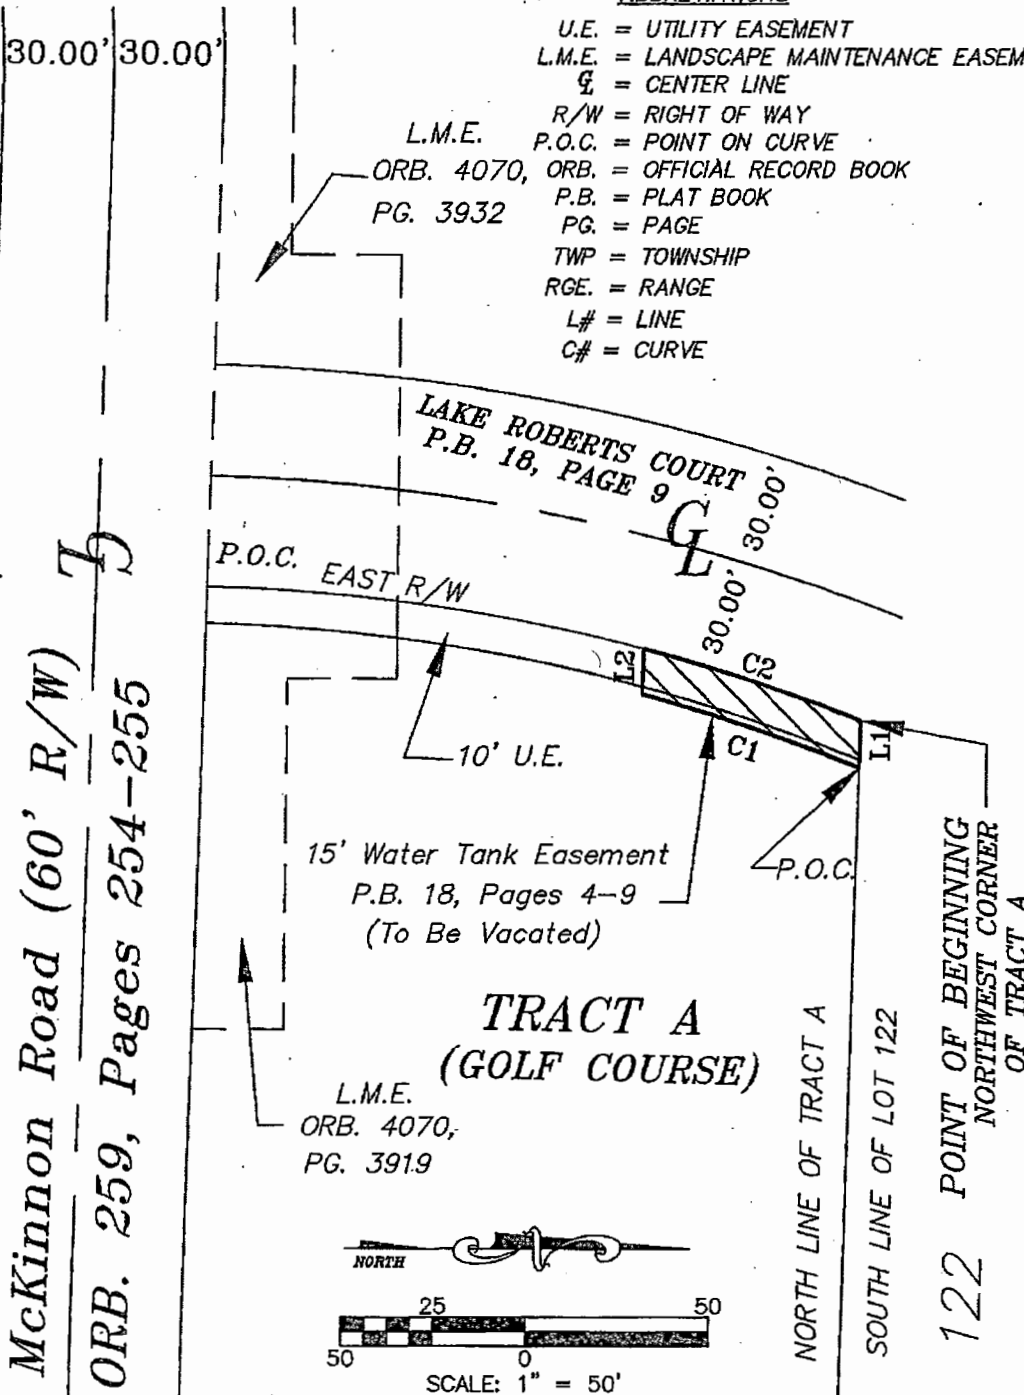 U.E. = UTILITY EASEMENT
L.M.E. = LANDSCAPE MAINTENANCE EASEM
℄ = CENTER LINE
R/W = RIGHT OF WAY
P.O.C. = POINT ON CURVE
ORB. = OFFICIAL RECORD BOOK
P.B. = PLAT BOOK
PG. = PAGE
TWP = TOWNSHIP
RGE. = RANGE
L# = LINE
C# = CURVE
30.00' 30.00'
L.M.E.
ORB. 4070,
PG. 3932
LAKE ROBERTS COURT
P.B. 18, PAGE 9
℄
30.00'
30.00'
P.O.C.
EAST R/W
℄
L2
C2
C1
L1
10' U.E.
15' Water Tank Easement
P.B. 18, Pages 4-9
(To Be Vacated)
P.O.C.
McKinnon Road (60' R/W)
ORB. 259, Pages 254-255
TRACT A
(GOLF COURSE)
L.M.E.
ORB. 4070,
PG. 3919
NORTH LINE OF TRACT A
SOUTH LINE OF LOT 122
122
POINT OF BEGINNING
NORTHWEST CORNER
OF TRACT A
NORTH
25 50
50 0
SCALE: 1" = 50'